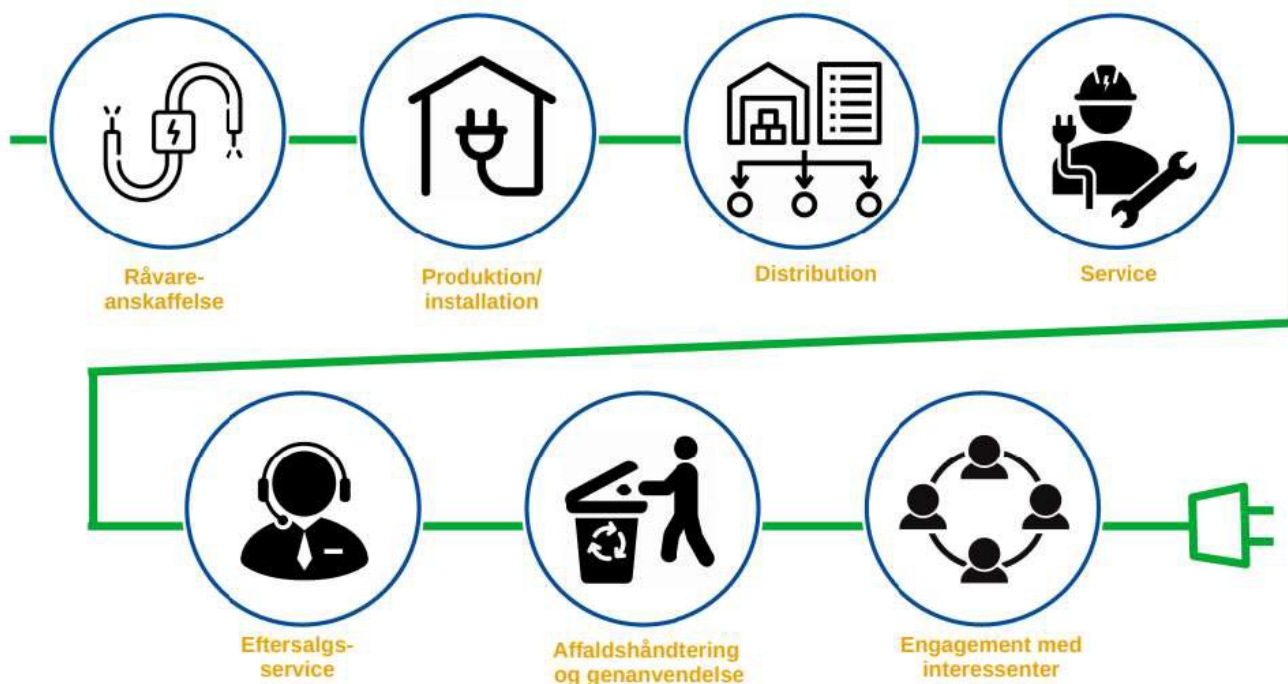 Råvare-
anskaffelse
Produktion/
installation
Distribution
Service
Eftersalgs-
service
Affaldshåndtering
og genanvendelse
Engagement med
interessenter